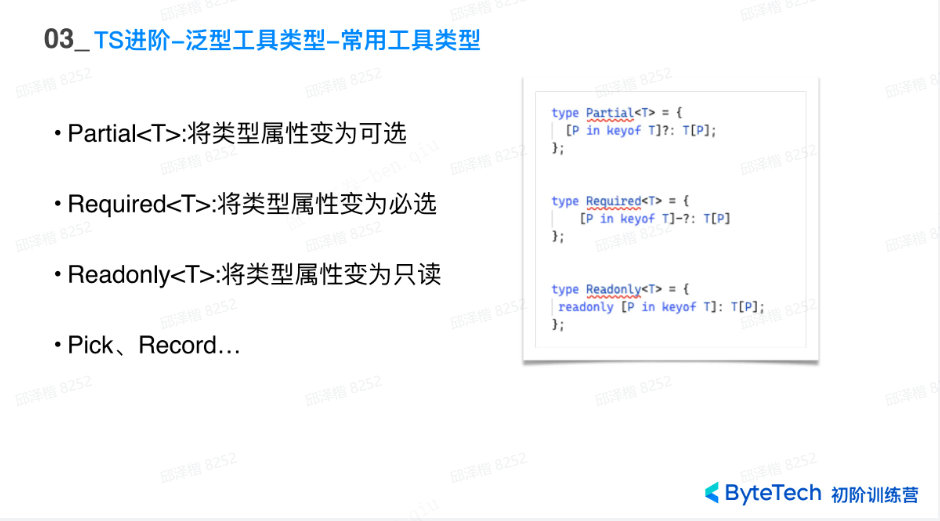 03_ TS进阶-泛型工具类型-常用工具类型
• Partial<T>:将类型属性变为可选
• Required<T>:将类型属性变为必选
• Readonly<T>:将类型属性变为只读
• Pick、Record…
type Partial<T> = {
[P in keyof T]?: T[P];
};
type Required<T> = {
[P in keyof T]-?: T[P]
};
type Readonly<T> = {
readonly [P in keyof T]: T[P];
};
ByteTech 初阶训练营
邱泽楷 8252